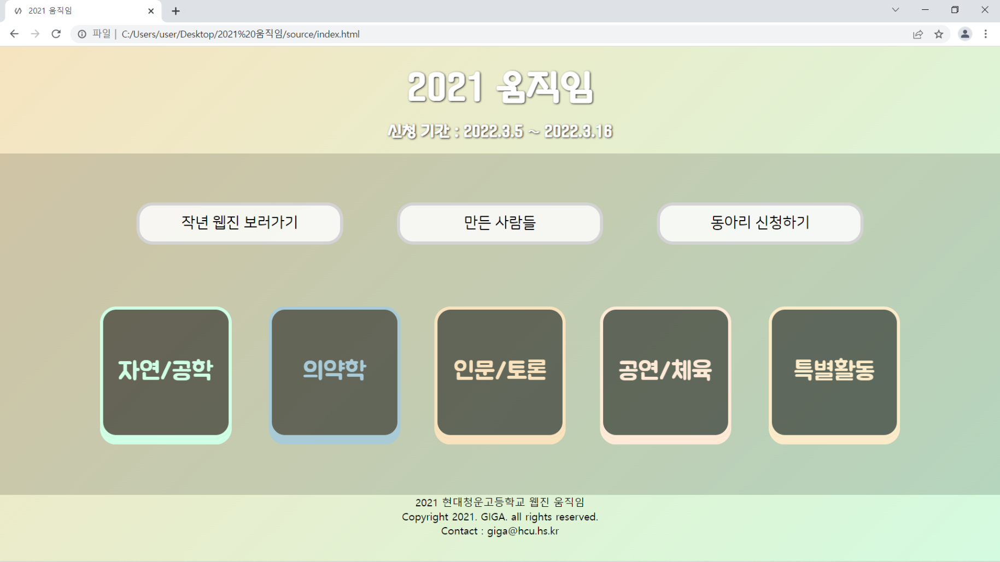 2021 움직임
파일 | C:/Users/user/Desktop/2021%20움직임/source/index.html
2021 움직임
신청 기간 : 2022.3.5 ~ 2022.3.16
작년 웹진 보러가기
만든 사람들
동아리 신청하기
자연/공학
의약학
인문/토론
공연/체육
특별활동
2021 현대청운고등학교 웹진 움직임
Copyright 2021. GIGA. all rights reserved.
Contact : giga@hcu.hs.kr